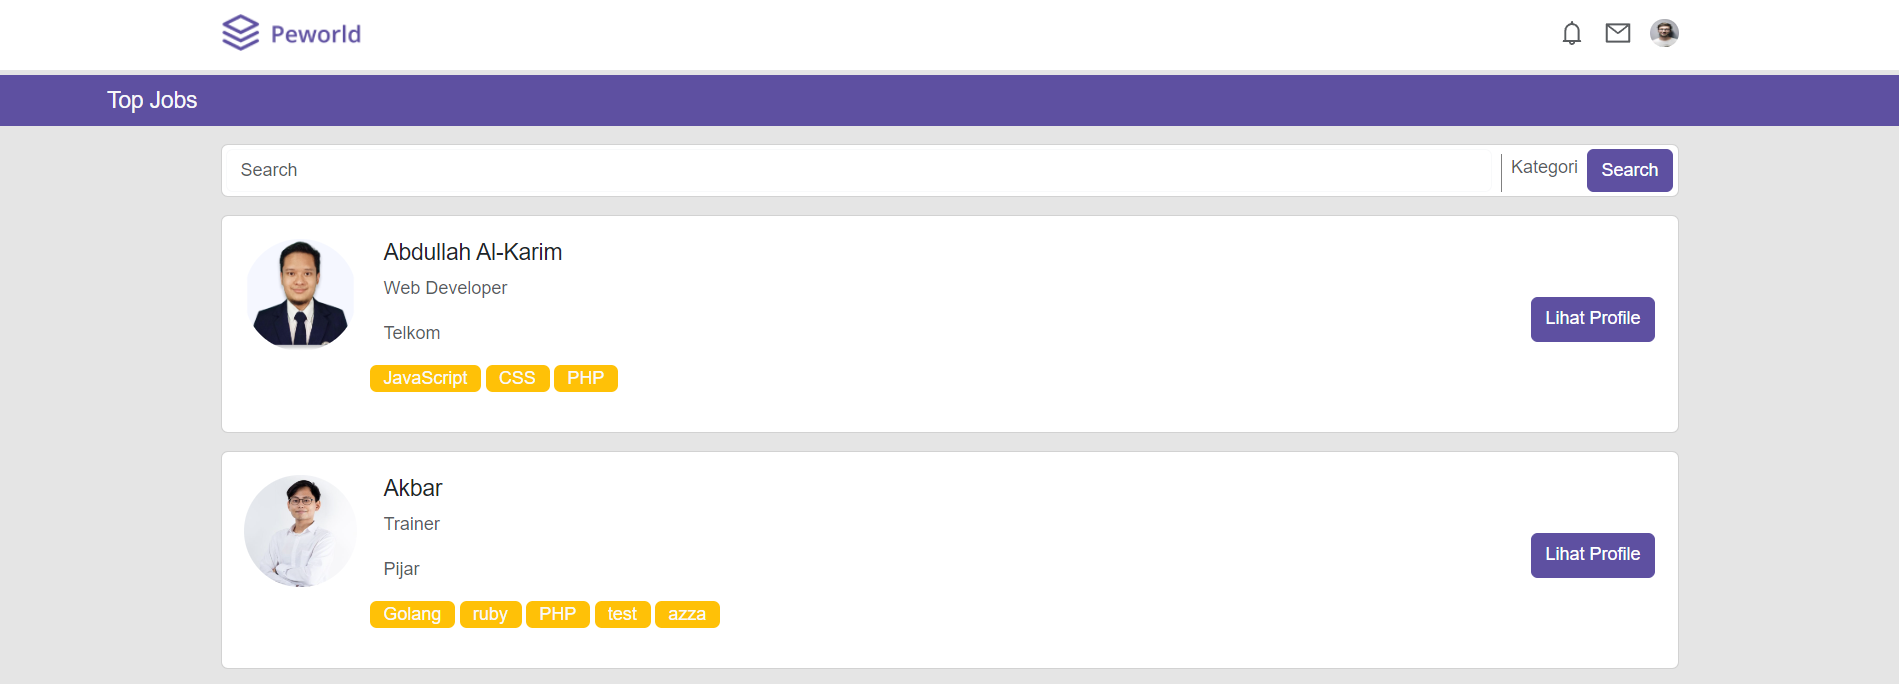 Peworld
Top Jobs
Search Kategori Search
Abdullah Al-Karim
Web Developer
Telkom
Lihat Profile
JavaScript CSS PHP
Akbar
Trainer
Pijar
Lihat Profile
Golang ruby PHP test azza